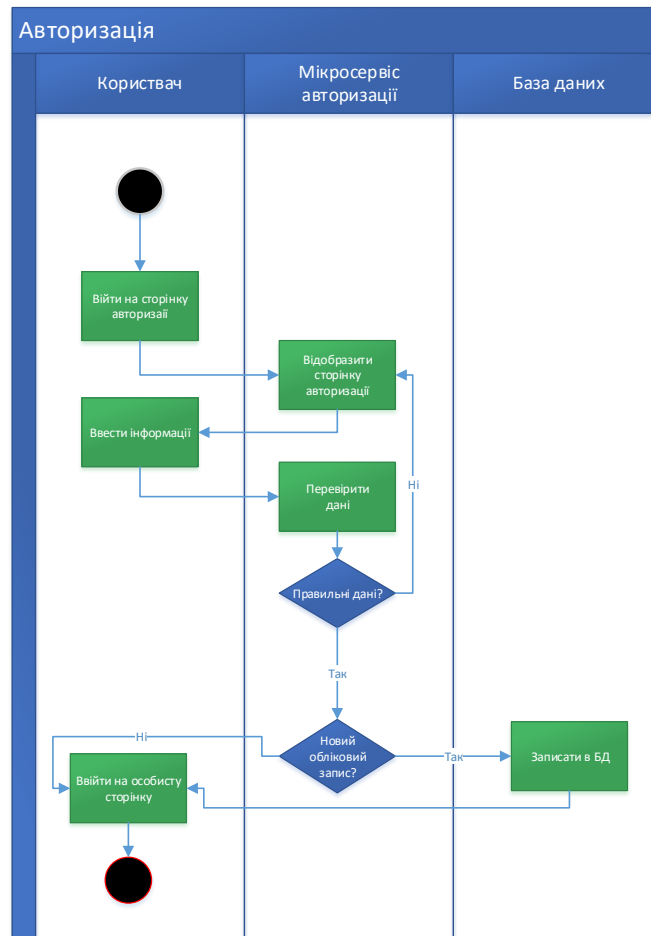 Авторизація
Користвач
Мікросервіс
авторизації
База даних
Війти на сторінку
авторизаії
Відобразити
сторінку
авторизації
Ввести інформації
Перевірити
дані
Ні
Правильні дані?
Так
Ні
Новий
обліковий
запис?
Так
Записати в БД
Ввійти на особисту
сторінку